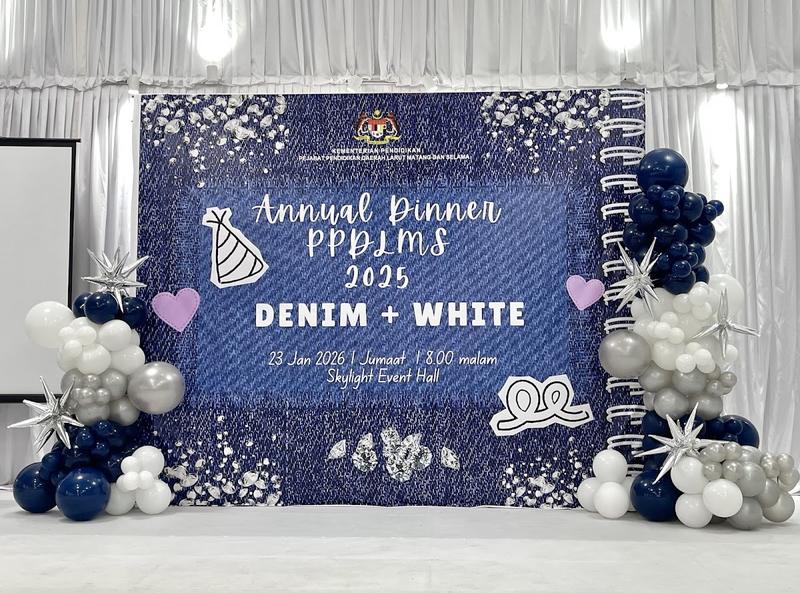 KEMENTERIAN PENDIDIKAN
PEJABAT PENDIDIKAN DAERAH LARUT MATANG DAN SELAMA
Annual Dinner
PPDLMS
2025
DENIM + WHITE
23 Jan 2026 | Jumaat | 8.00 malam
Skylight Event Hall